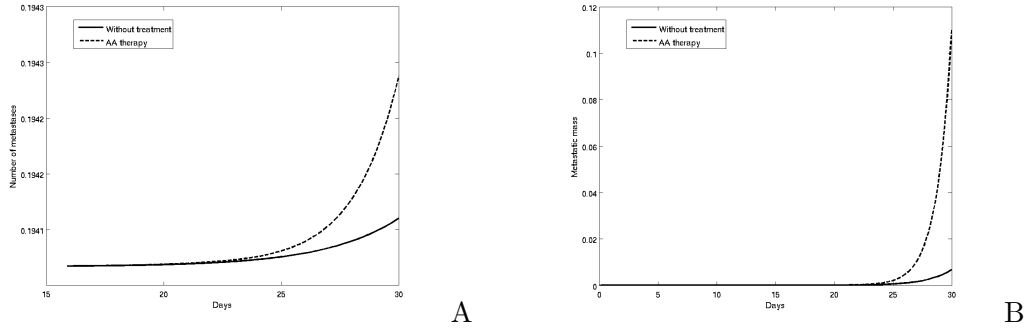 0.1943
0.1943
0.1942
0.1942
0.1941
Number of metastases
Without treatment
AA therapy
15
20
25
30
Days
A
0.12
0.1
0.08
0.06
0.04
0.02
0
Metastatic mass
Without treatment
AA therapy
0
5
10
15
20
25
30
Days
B